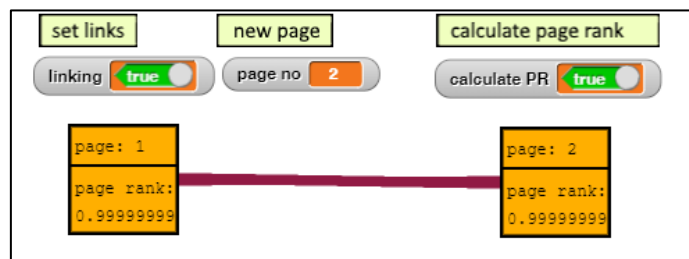 set links
new page
calculate page rank
linking true
page no 2
calculate PR true
page: 1
page rank:
0.99999999
page: 2
page rank:
0.99999999